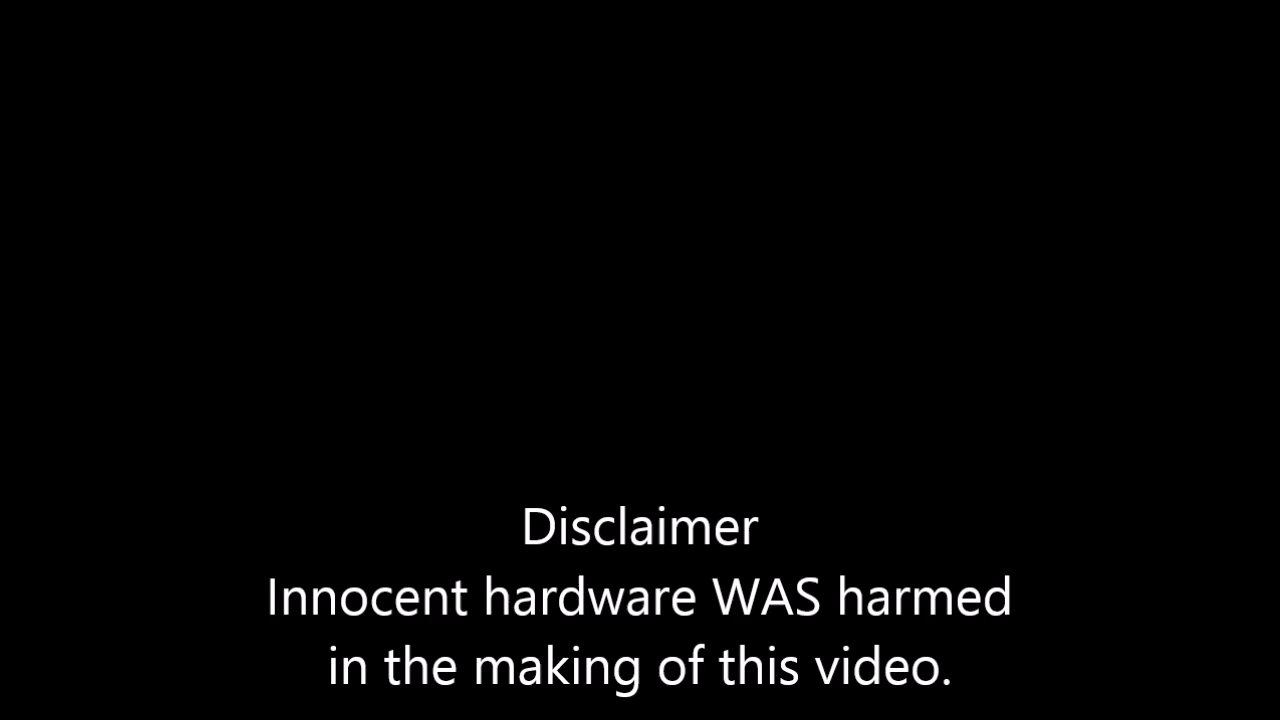 Disclaimer
Innocent hardware WAS harmed
in the making of this video.